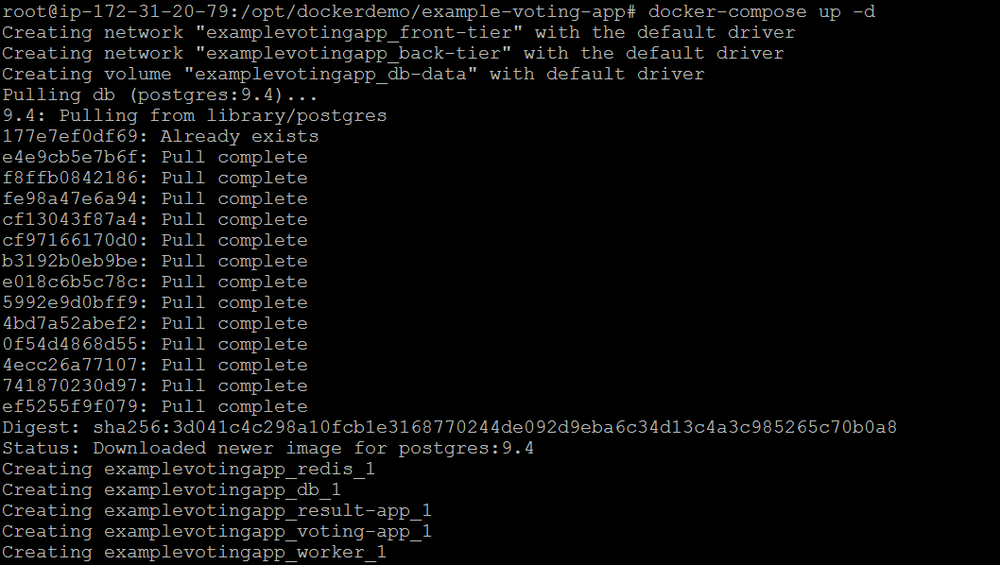 root@ip-172-31-20-79:/opt/dockerdemo/example-voting-app# docker-compose up -d
Creating network "examplevotingapp_front-tier" with the default driver
Creating network "examplevotingapp_back-tier" with the default driver
Creating volume "examplevotingapp_db-data" with default driver
Pulling db (postgres:9.4)...
9.4: Pulling from library/postgres
177e7ef0df69: Already exists
e4e9cb5e7b6f: Pull complete
f8ffb0842186: Pull complete
fe98a47e6a94: Pull complete
cf13043f87a4: Pull complete
cf97166170d0: Pull complete
b3192b0eb9be: Pull complete
e018c6b5c78c: Pull complete
5992e9d0bff9: Pull complete
4bd7a52abef2: Pull complete
0f54d4868d55: Pull complete
4ecc26a77107: Pull complete
741870230d97: Pull complete
ef5255f9f079: Pull complete
Digest: sha256:3d041c4c298a10fcb1e3168770244de092d9eba6c34d13c4a3c985265c70b0a8
Status: Downloaded newer image for postgres:9.4
Creating examplevotingapp_redis_1
Creating examplevotingapp_db_1
Creating examplevotingapp_result-app_1
Creating examplevotingapp_voting-app_1
Creating examplevotingapp_worker_1